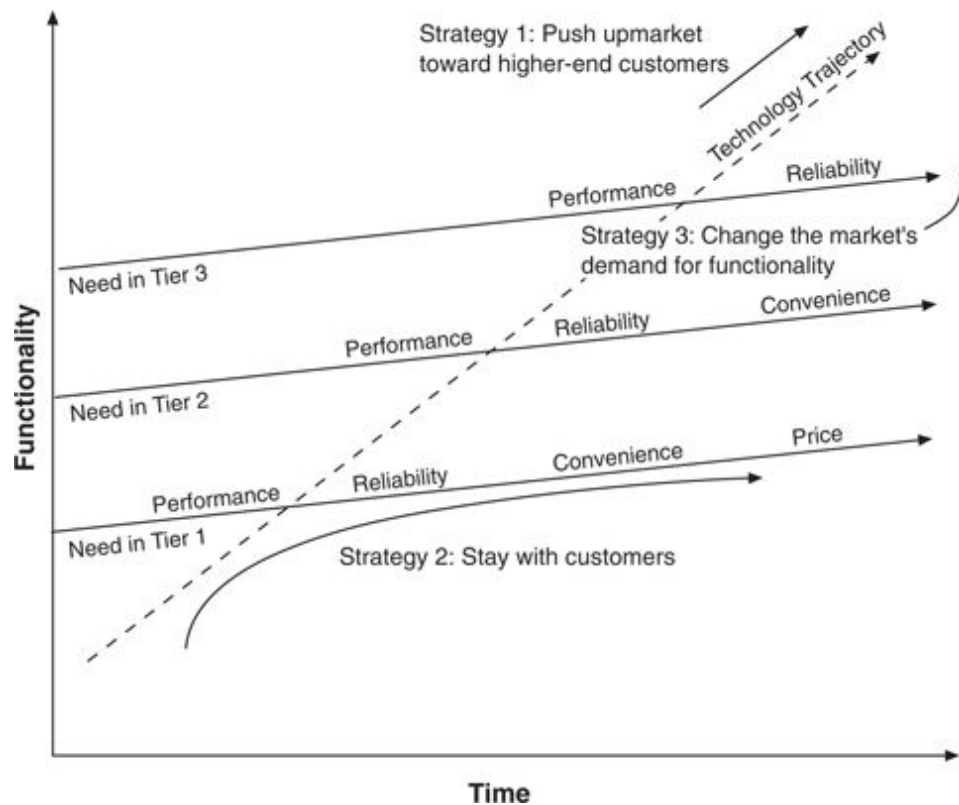 Strategy 1: Push upmarket
toward higher-end customers
Technology Trajectory
Performance
Reliability
Need in Tier 3
Strategy 3: Change the market's
demand for functionality
Performance
Reliability
Convenience
Need in Tier 2
Performance
Reliability
Convenience
Price
Need in Tier 1
Strategy 2: Stay with customers
Functionality
Time